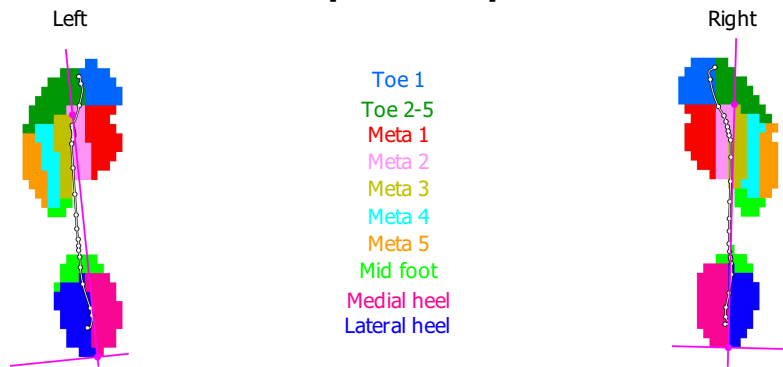 Left
Right
Toe 1
Toe 2-5
Meta 1
Meta 2
Meta 3
Meta 4
Meta 5
Mid foot
Medial heel
Lateral heel